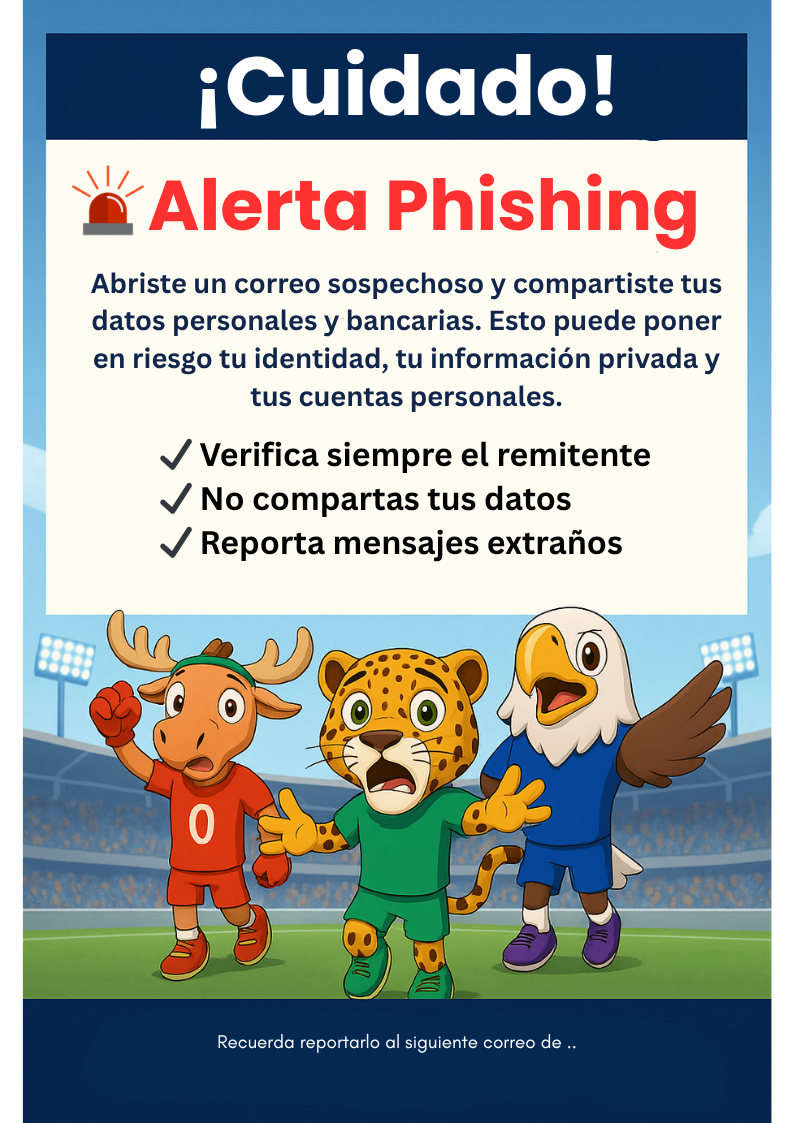 ¡Cuidado!
Alerta Phishing
Abriste un correo sospechoso y compartiste tus
datos personales y bancarias. Esto puede poner
en riesgo tu identidad, tu información privada y
tus cuentas personales.
✓ Verifica siempre el remitente
✓ No compartas tus datos
✓ Reporta mensajes extraños
0
Recuerda reportarlo al siguiente correo de ..